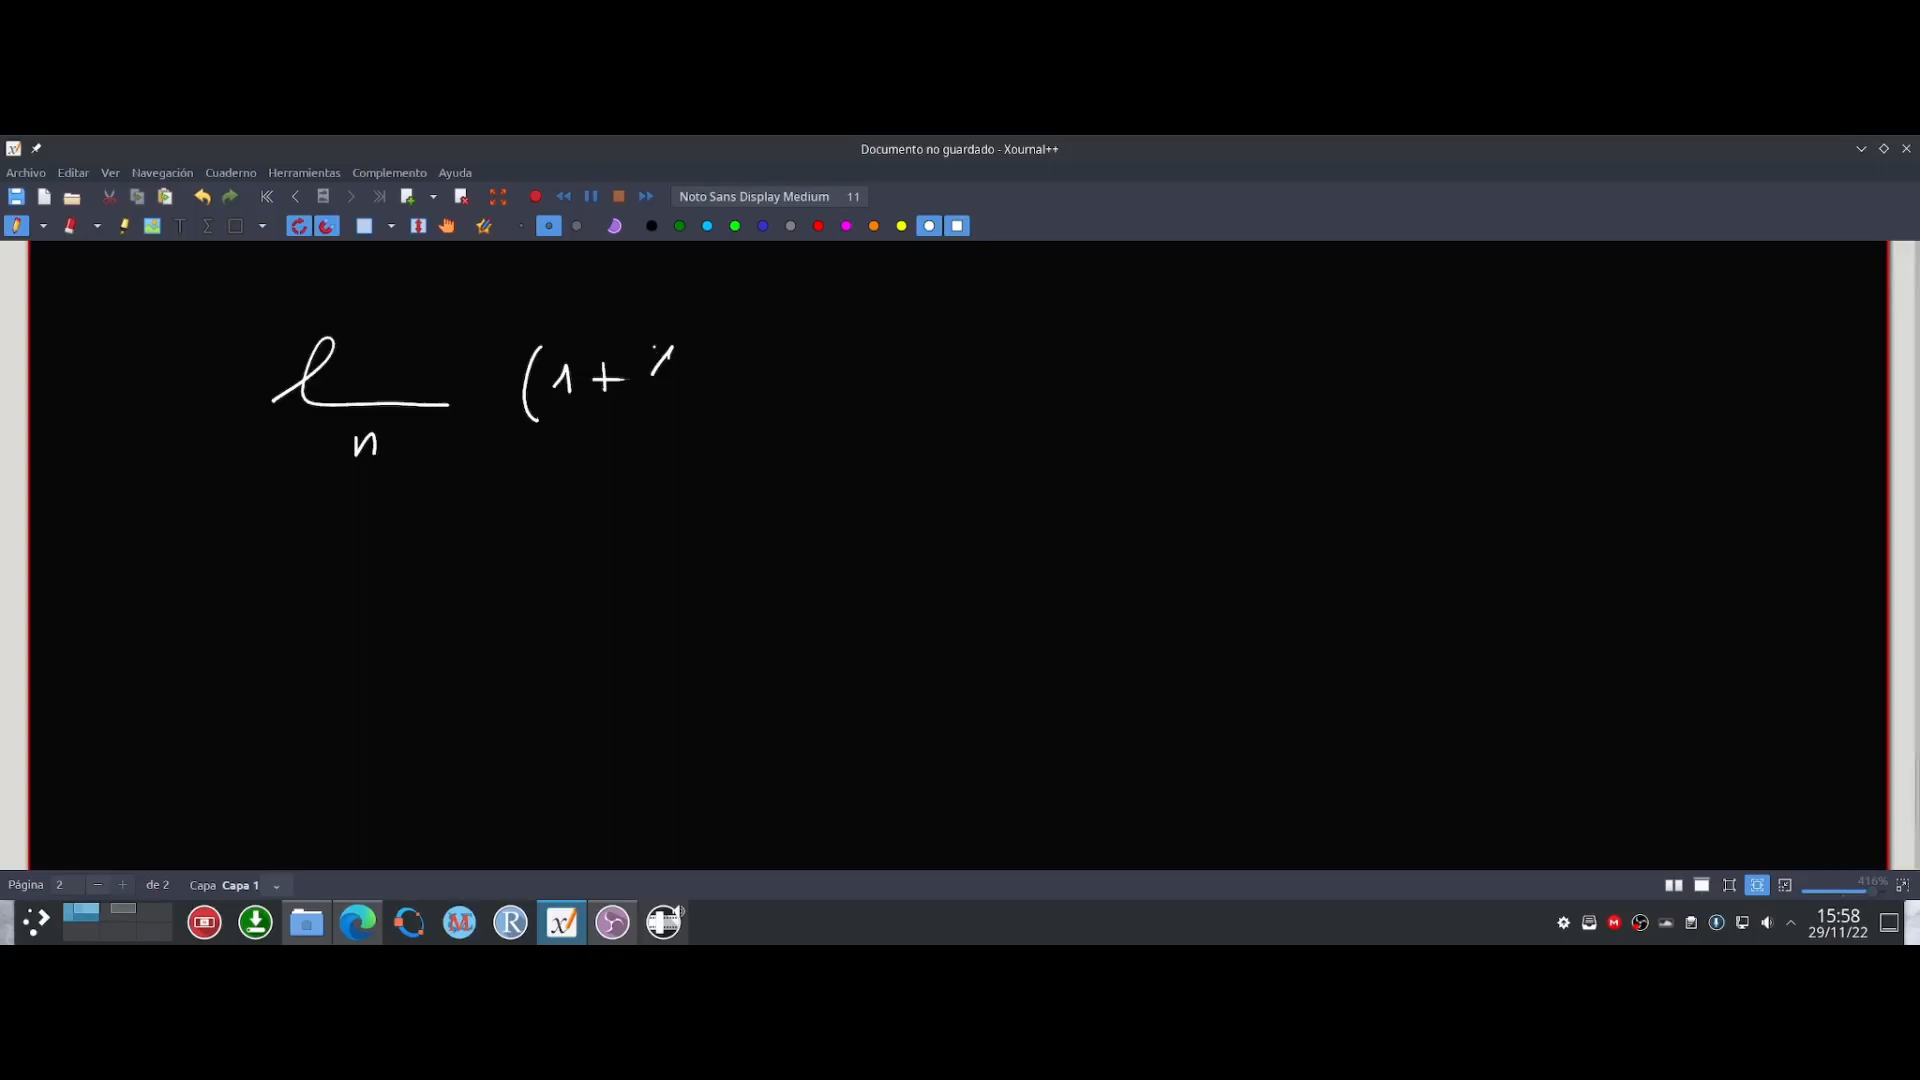 Documento no guardado - Xournal++
Archivo Editar Ver Navegación Cuaderno Herramientas Complemento Ayuda
Noto Sans Display Medium 11
l (1 +
n
Página 2 de 2 Capa Capa 1 416%
15:58
29/11/22